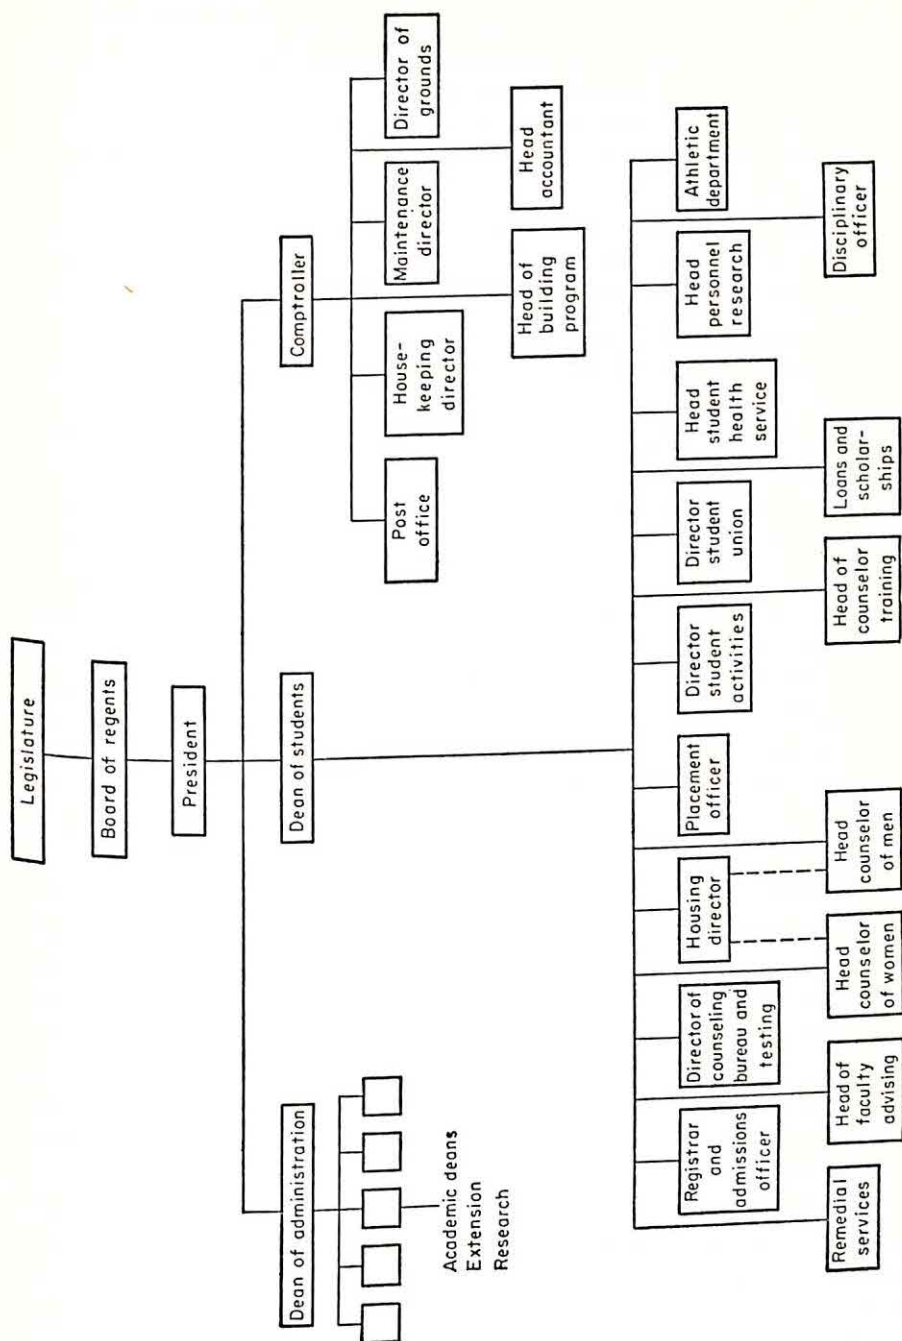 Legislature
Board of regents
President
Dean of administration
Dean of students
Comptroller
Academic deans
Extension
Research
Post
office
House-
keeping
director
Maintenance
director
Director of
grounds
Head of
building
program
Head
accountant
Registrar
and
admissions
officer
Director of
counseling
bureau and
testing
Housing
director
Placement
officer
Director
student
activities
Director
student
union
Head
student
health
service
Head
personnel
research
Athletic
department
Remedial
services
Head of
faculty
advising
Head
counselor
of women
Head
counselor
of men
Head of
counselor
training
Loans and
scholar-
ships
Disciplinary
officer